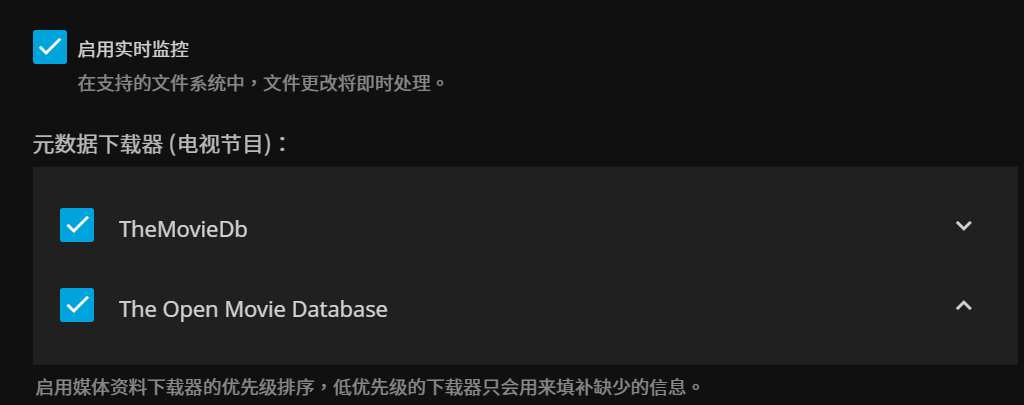 启用实时监控
在支持的文件系统中，文件更改将即时处理。
元数据下载器 (电视节目)：
TheMovieDb
The Open Movie Database
启用媒体资料下载器的优先级排序，低优先级的下载器只会用来填补缺少的信息。